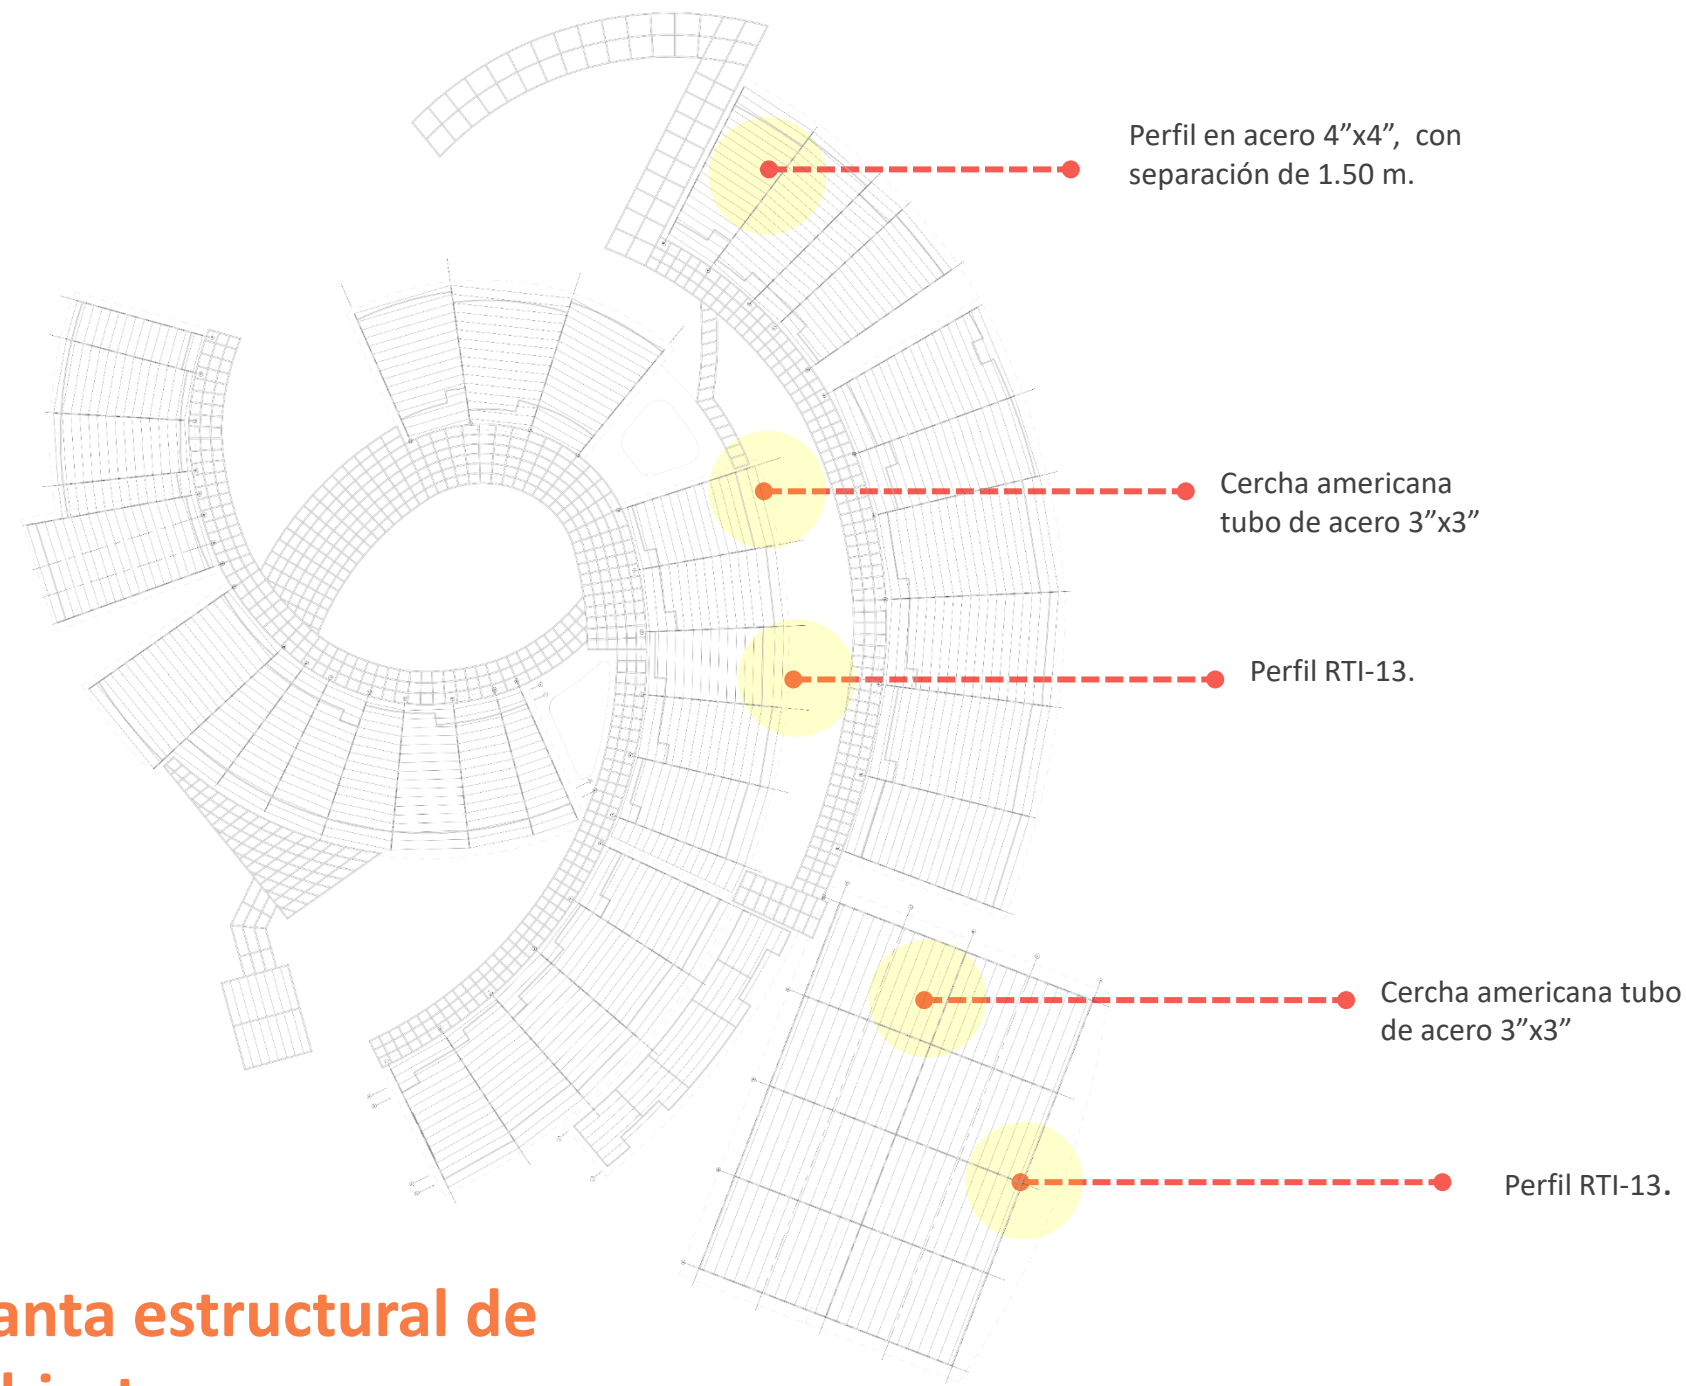 Perfil en acero 4”x4”, con
separación de 1.50 m.
Cercha americana
tubo de acero 3”x3”
Perfil RTI-13.
Cercha americana tubo
de acero 3”x3”
Perfil RTI-13.
anta estructural de